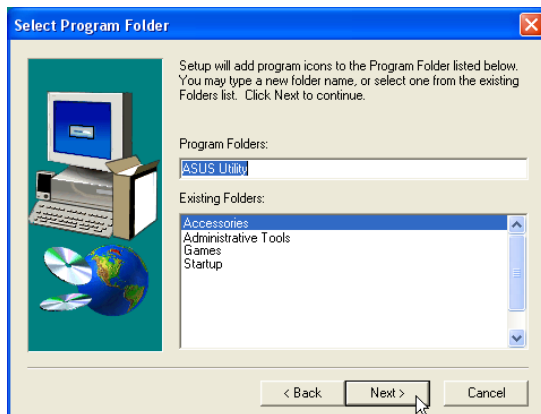 Select Program Folder
Setup will add program icons to the Program Folder listed below.
You may type a new folder name, or select one from the existing
Folders list.  Click Next to continue.
Program Folders:
ASUS Utility
Existing Folders:
Accessories
Administrative Tools
Games
Startup
< Back
Next >
Cancel